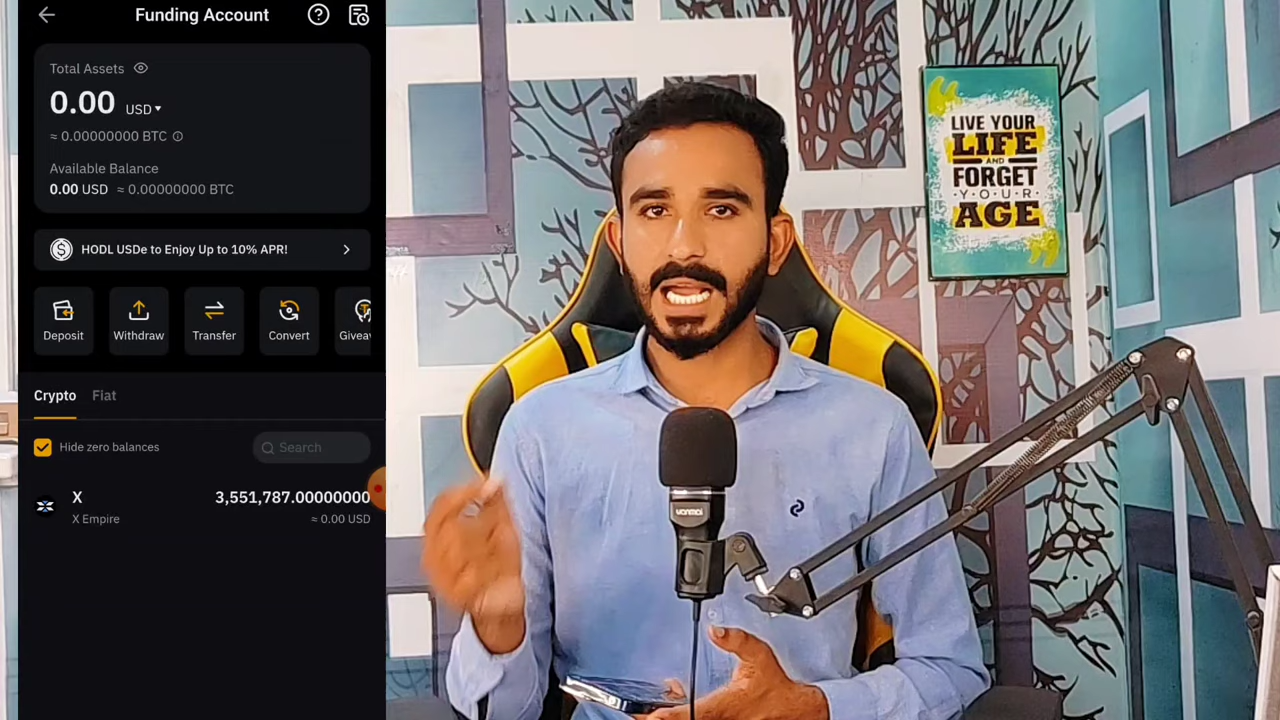 Funding Account
Total Assets
0.00 USD
≈ 0.00000000 BTC
Available Balance
0.00 USD ≈ 0.00000000 BTC
HODL USDe to Enjoy Up to 10% APR!
Deposit Withdraw Transfer Convert Giveav
Crypto Fiat
Hide zero balances Search
X 3,551,787.00000000
X Empire ≈ 0.00 USD
LIVE YOUR
LIFE
AND
FORGET
YOUR
AGE